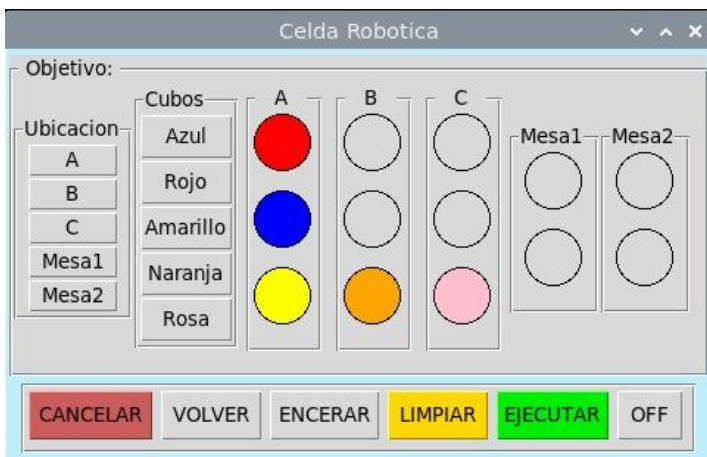 Celda Robotica
Objetivo:
Ubicacion
A
B
C
Mesa1
Mesa2
Cubos
Azul
Rojo
Amarillo
Naranja
Rosa
A
B
C
Mesa1
Mesa2
CANCELAR
VOLVER
ENCERAR
LIMPIAR
EJECUTAR
OFF